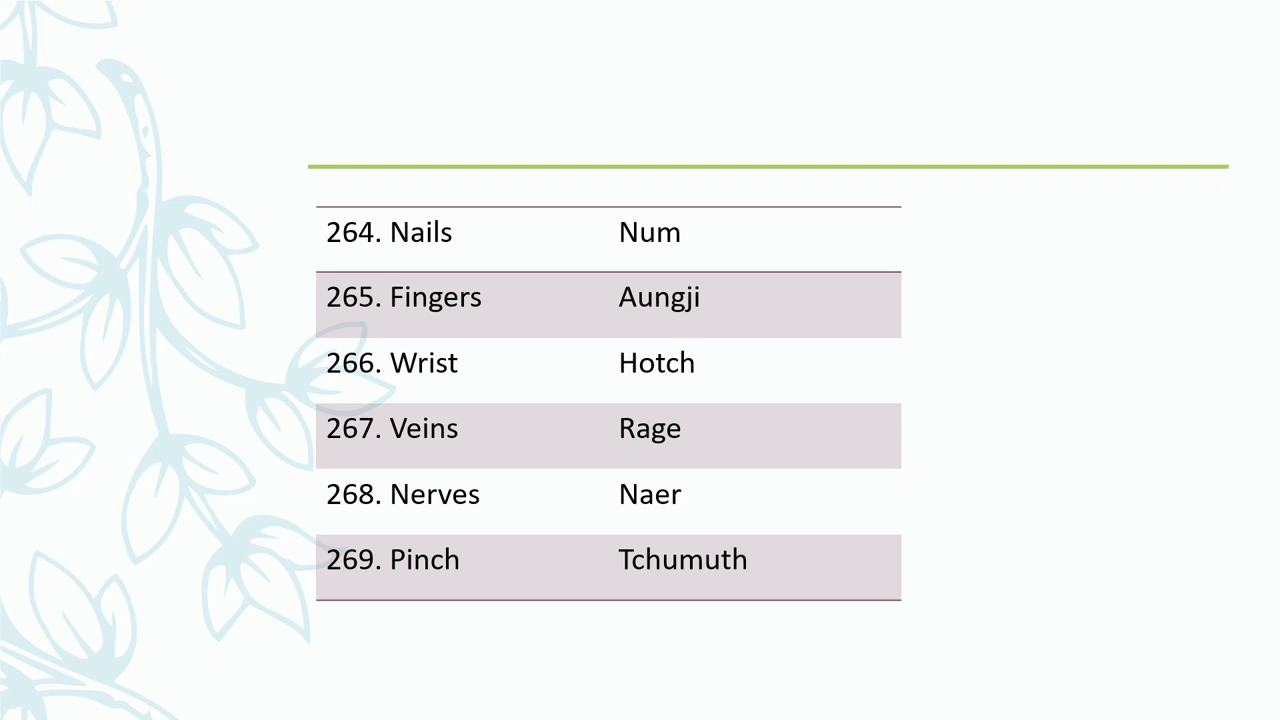 264. Nails Num
265. Fingers Aungji
266. Wrist Hotch
267. Veins Rage
268. Nerves Naer
269. Pinch Tchumuth